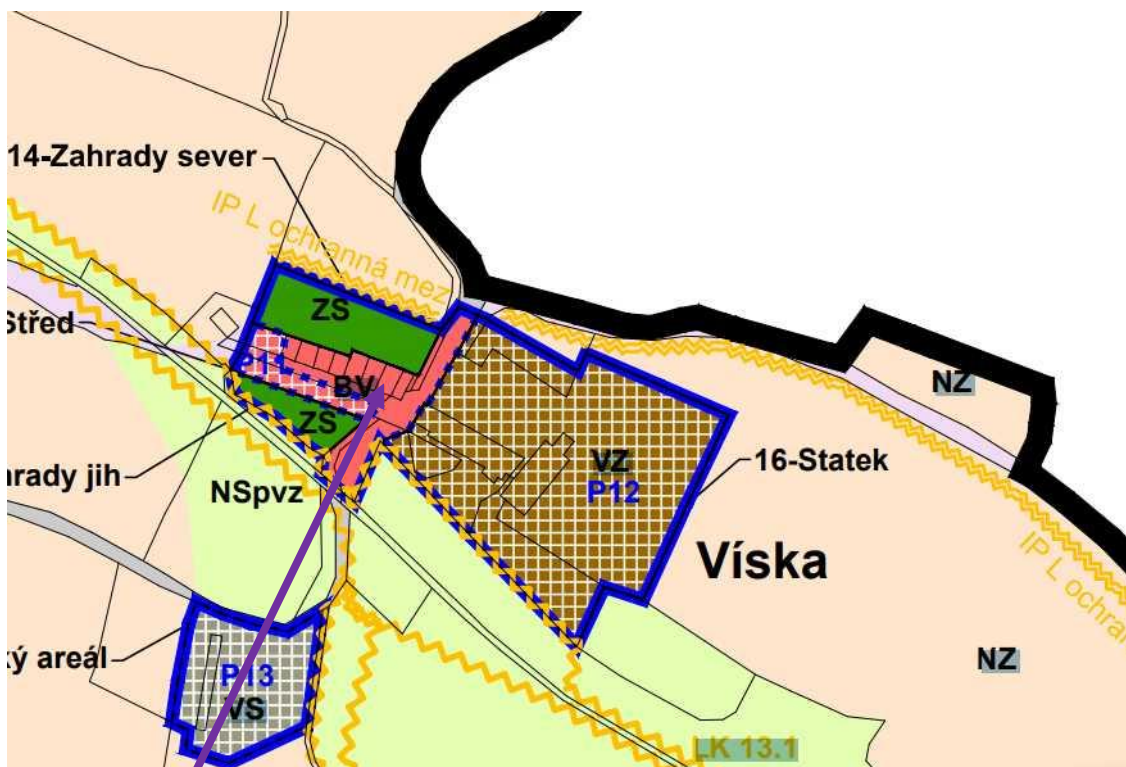 14-Zahrady sever
IP L ochranná mez
ZS
Střed
P11
BV
NZ
ZS
16-Statek
VZ
P12
hrady jih
NSpvz
Víska
IP L ochrar
ký areál
P13
VS
NZ
LK 13.1